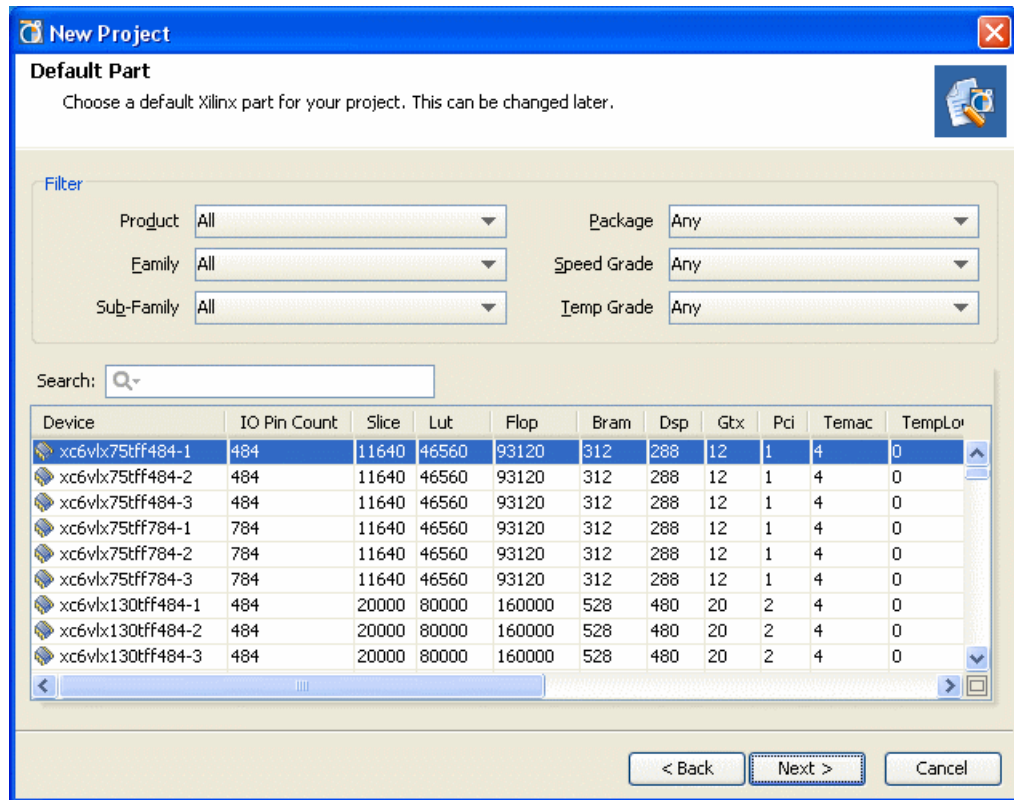 New Project
Default Part
Choose a default Xilinx part for your project. This can be changed later.
Filter
Product All Package Any
Family All Speed Grade Any
Sub-Family All Temp Grade Any
Search:
Device IO Pin Count Slice Lut Flop Bram Dsp Gtx Pci Temac TempLo
xc6vlx75tff484-1 484 11640 46560 93120 312 288 12 1 4 0
xc6vlx75tff484-2 484 11640 46560 93120 312 288 12 1 4 0
xc6vlx75tff484-3 484 11640 46560 93120 312 288 12 1 4 0
xc6vlx75tff784-1 784 11640 46560 93120 312 288 12 1 4 0
xc6vlx75tff784-2 784 11640 46560 93120 312 288 12 1 4 0
xc6vlx75tff784-3 784 11640 46560 93120 312 288 12 1 4 0
xc6vlx130tff484-1 484 20000 80000 160000 528 480 20 2 4 0
xc6vlx130tff484-2 484 20000 80000 160000 528 480 20 2 4 0
xc6vlx130tff484-3 484 20000 80000 160000 528 480 20 2 4 0
< Back Next > Cancel